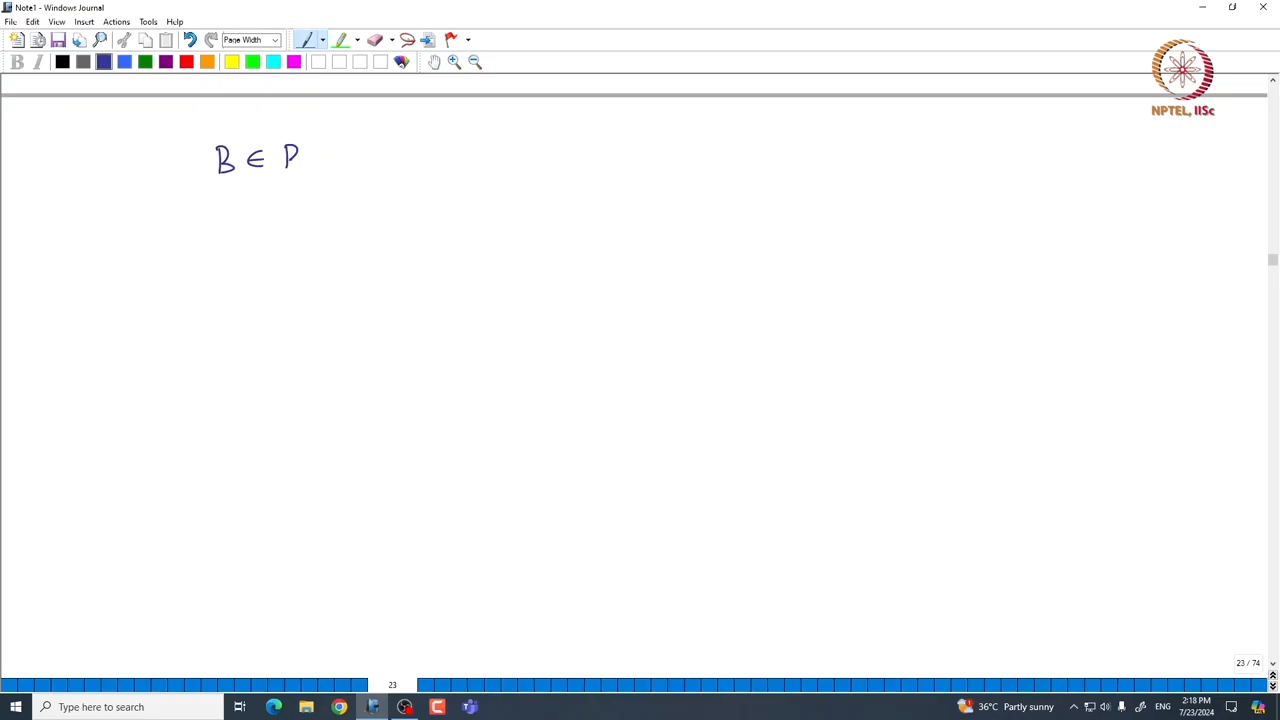 Note1 - Windows Journal
File Edit View Insert Actions Tools Help
Page Width
B I
NPTEL, IISc
B ∈ P
23 / 74
23
Type here to search
36°C Partly sunny
ENG
2:18 PM
7/23/2024